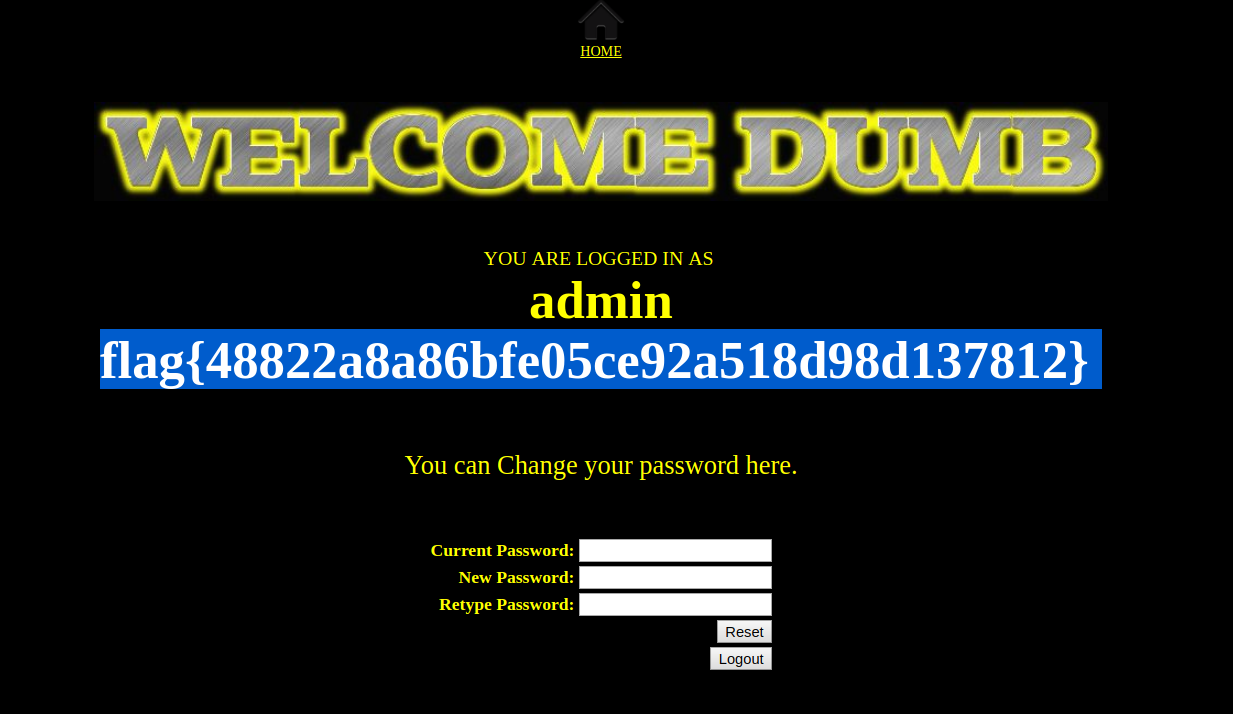 HOME
WELCOME DUMB
YOU ARE LOGGED IN AS
admin
flag{48822a8a86bfe05ce92a518d98d137812}
You can Change your password here.
Current Password:
New Password:
Retype Password:
Reset
Logout